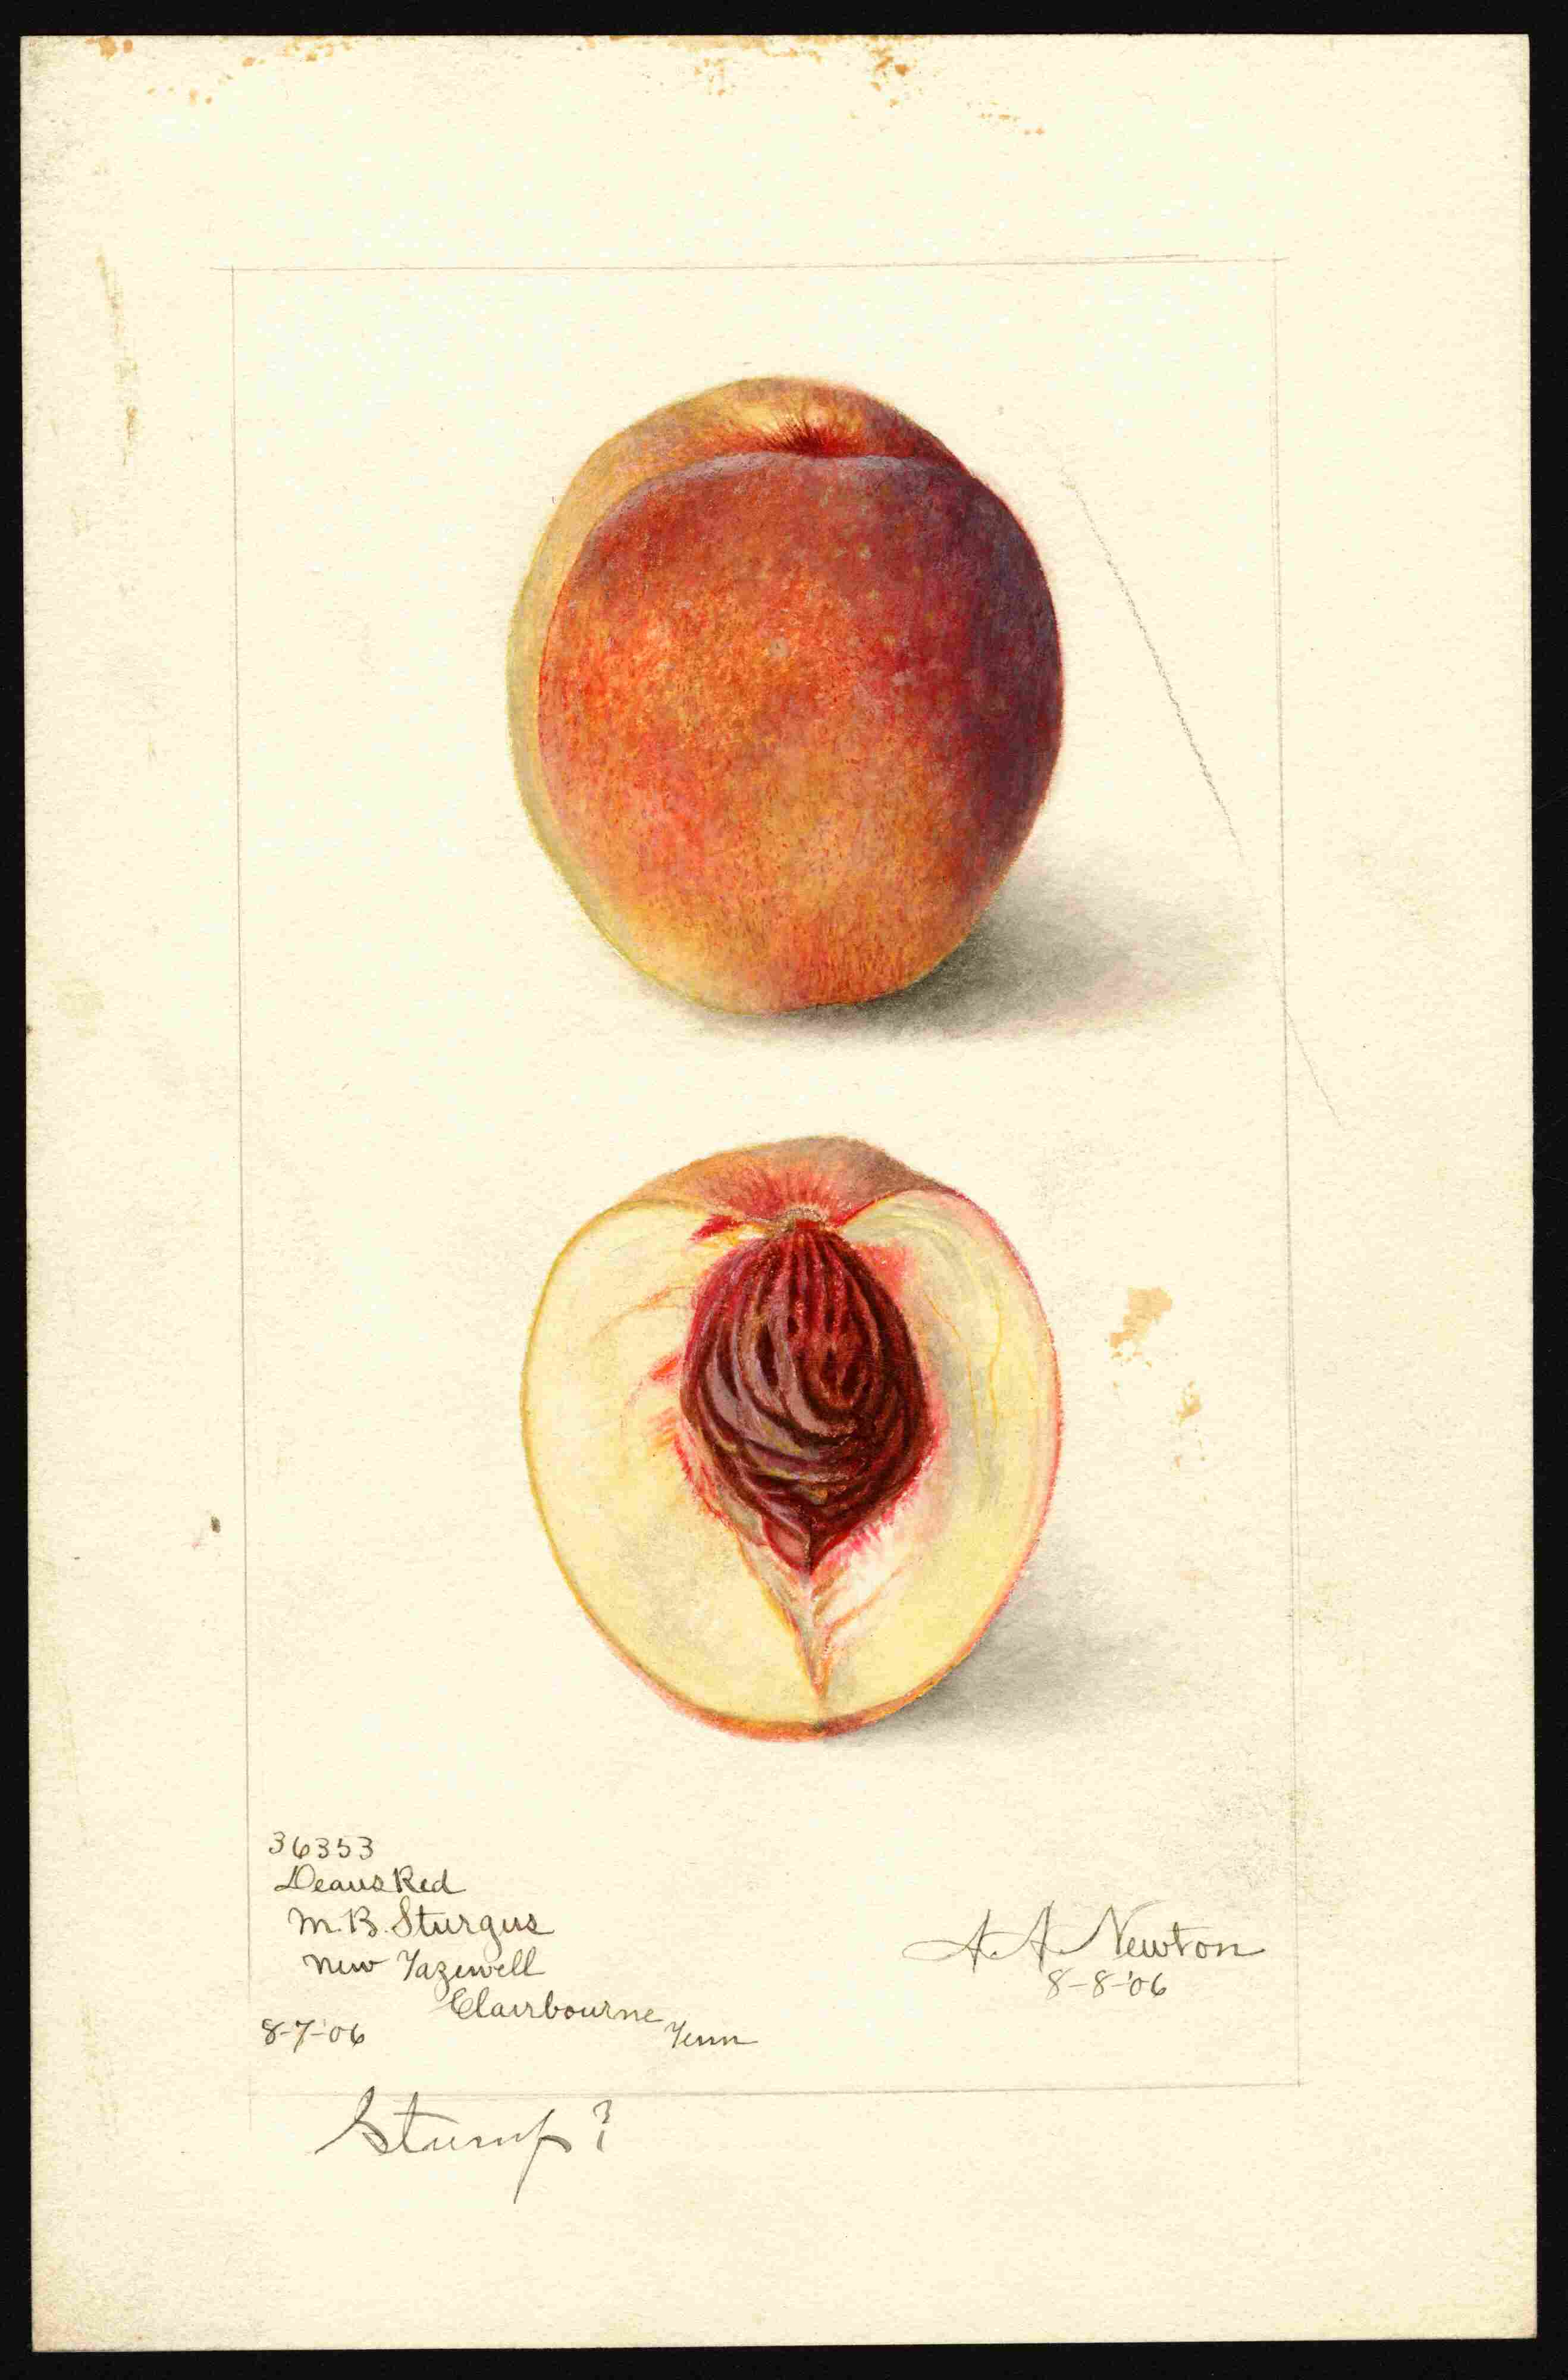 36353
Deans Red
M. B. Sturgus
New Tazewell
Clairbourne
Tenn
8-7-'06
A. A. Newton
8-8-'06
Stump?